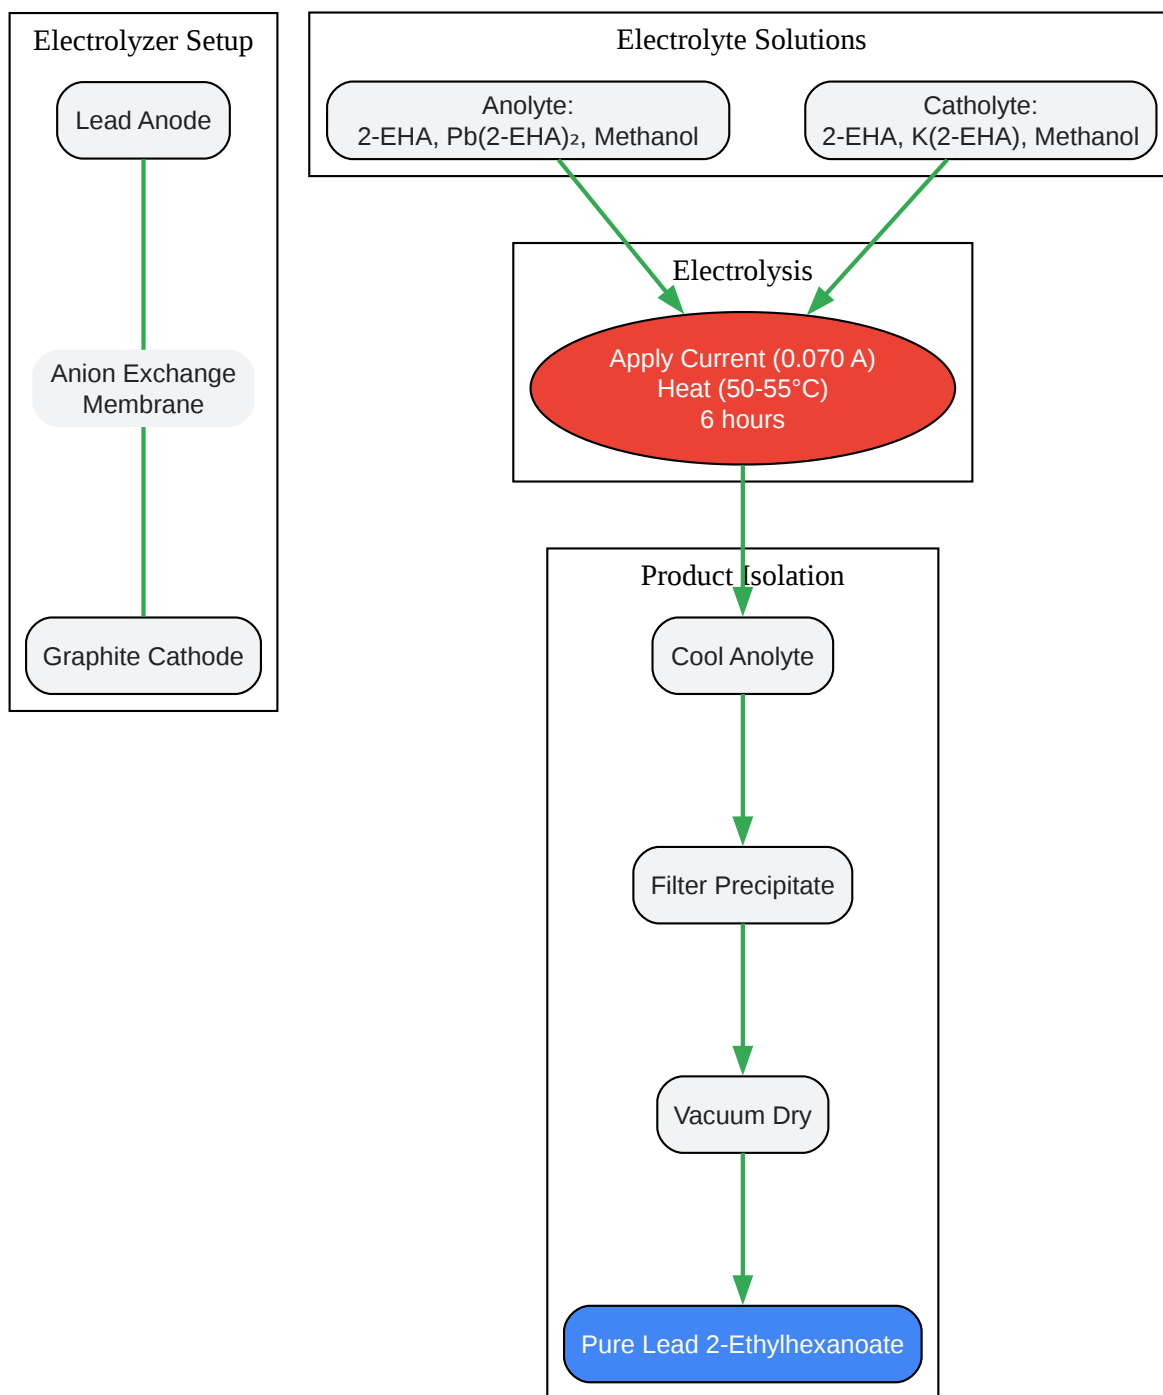 Electrolyzer Setup
Lead Anode
Anion Exchange
Membrane
Graphite Cathode
Electrolyte Solutions
Anolyte:
2-EHA, Pb(2-EHA)₂, Methanol
Catholyte:
2-EHA, K(2-EHA), Methanol
Electrolysis
Apply Current (0.070 A)
Heat (50-55°C)
6 hours
Product Isolation
Cool Anolyte
Filter Precipitate
Vacuum Dry
Pure Lead 2-Ethylhexanoate